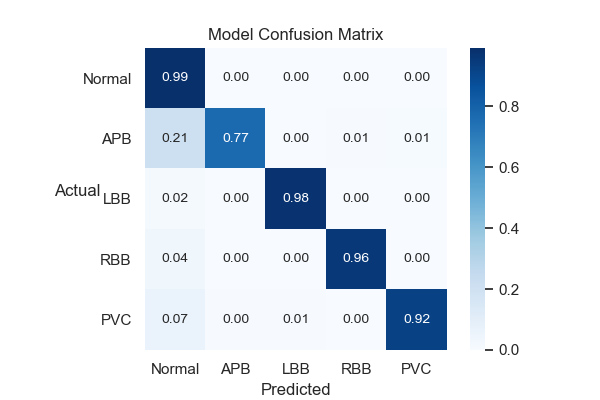 Model Confusion Matrix
Normal 0.99 0.00 0.00 0.00 0.00
APB 0.21 0.77 0.00 0.01 0.01
Actual
LBB 0.02 0.00 0.98 0.00 0.00
RBB 0.04 0.00 0.00 0.96 0.00
PVC 0.07 0.00 0.01 0.00 0.92
Normal APB LBB RBB PVC
Predicted
0.8
0.6
0.4
0.2
0.0